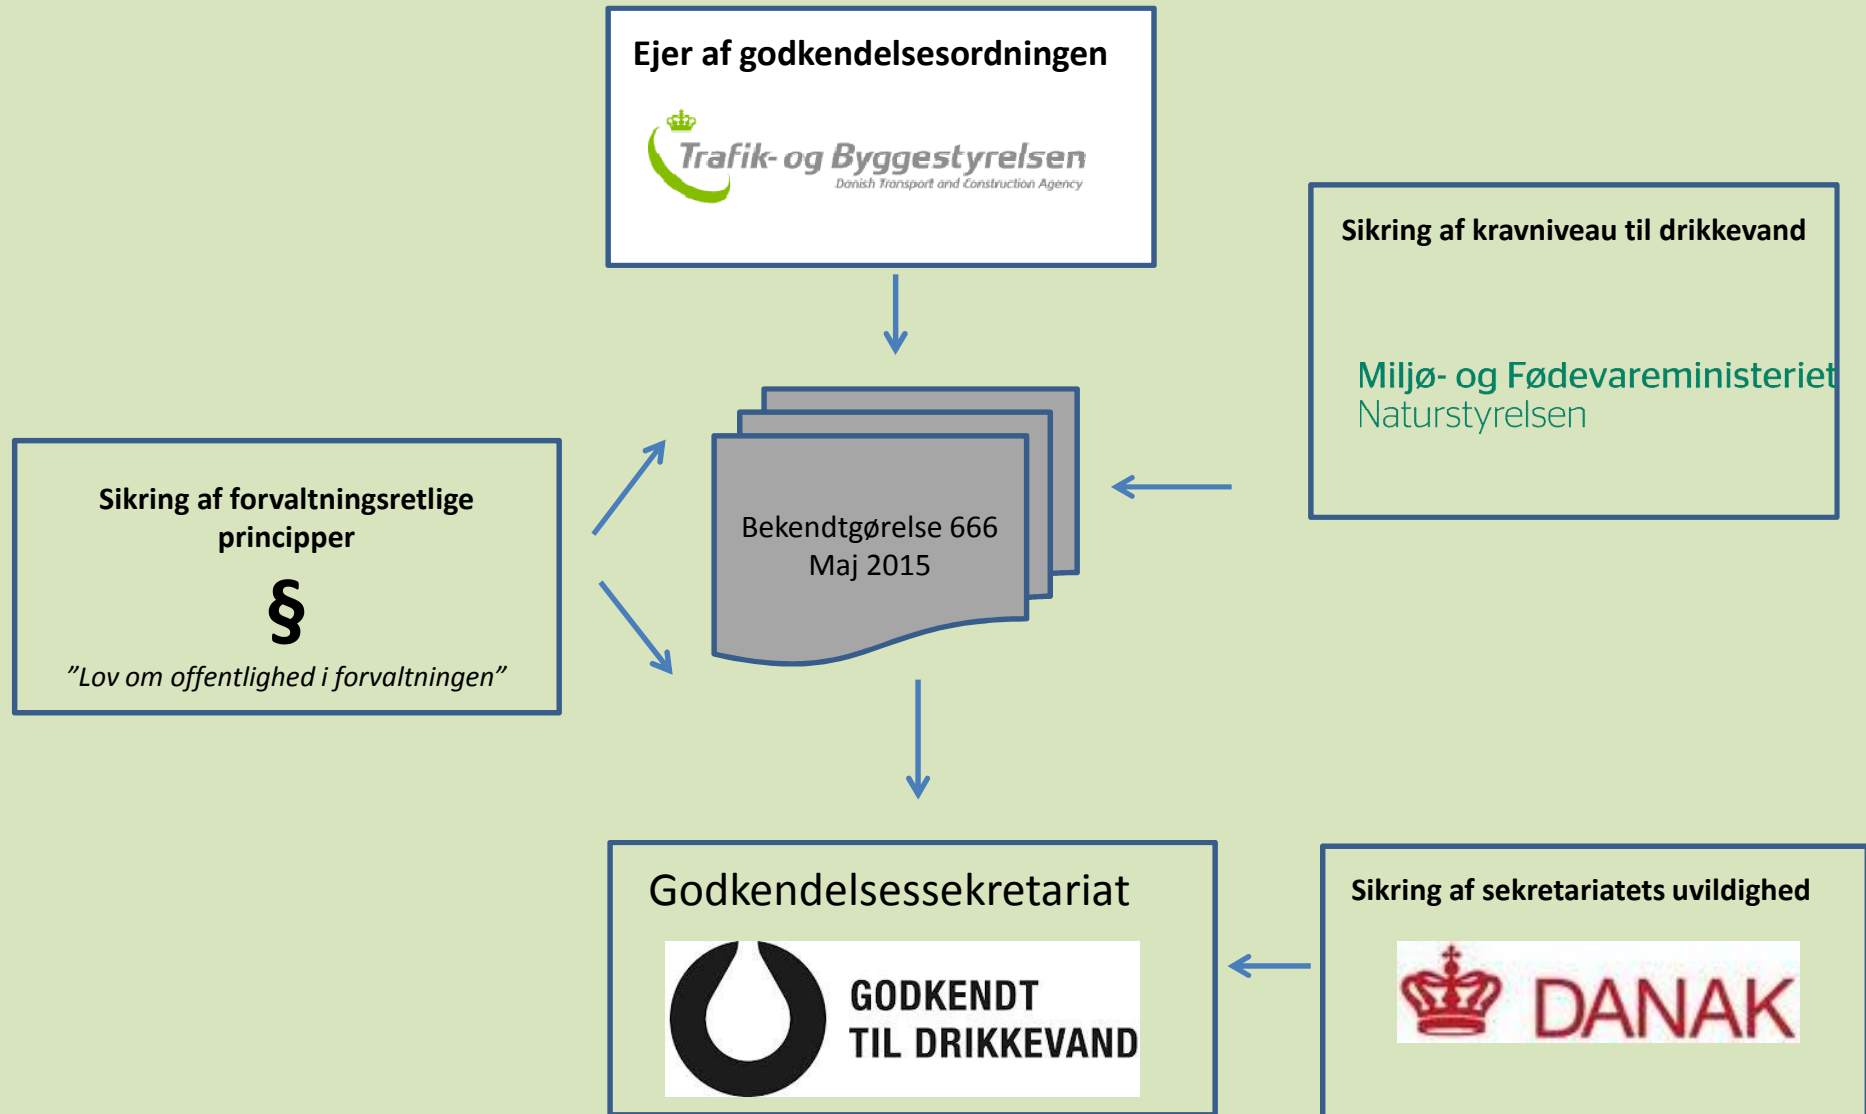 Ejer af godkendelsesordningen
Trafik- og Byggestyrelsen
Danish Transport and Construction Agency
Sikring af kravniveau til drikkevand
Miljø- og Fødevareministeriet
Naturstyrelsen
Sikring af forvaltningsretlige
principper
§
”Lov om offentlighed i forvaltningen”
Bekendtgørelse 666
Maj 2015
Godkendelsessekretariat
GODKENDT
TIL DRIKKEVAND
Sikring af sekretariatets uvildighed
DANAK